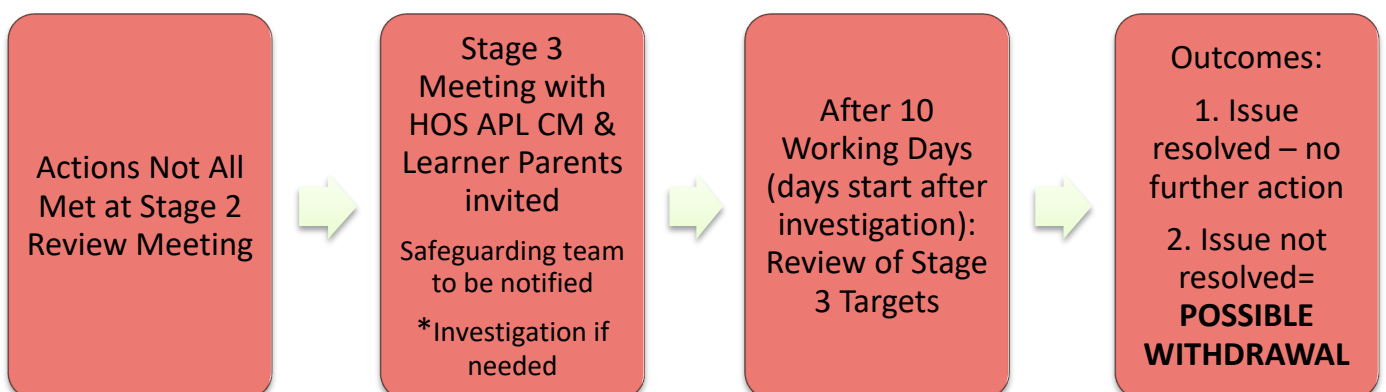 Actions Not All
Met at Stage 2
Review Meeting
Stage 3
Meeting with
HOS APL CM &
Learner Parents
invited
Safeguarding team
to be notified
*Investigation if
needed
After 10
Working Days
(days start after
investigation):
Review of Stage
3 Targets
Outcomes:
1. Issue
resolved – no
further action
2. Issue not
resolved=
POSSIBLE
WITHDRAWAL